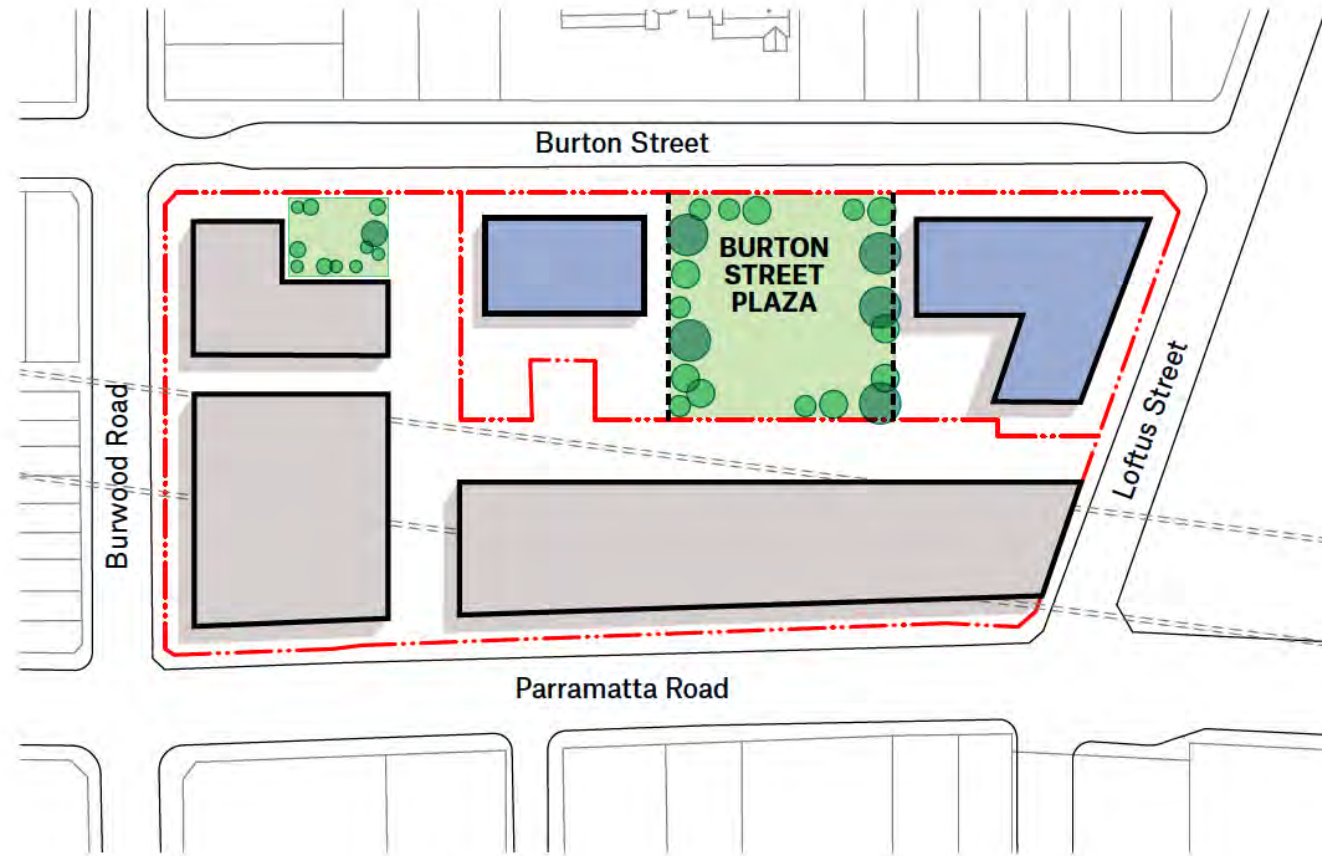 Burton Street
BURTON
STREET
PLAZA
Burwood Road
Loftus Street
Parramatta Road